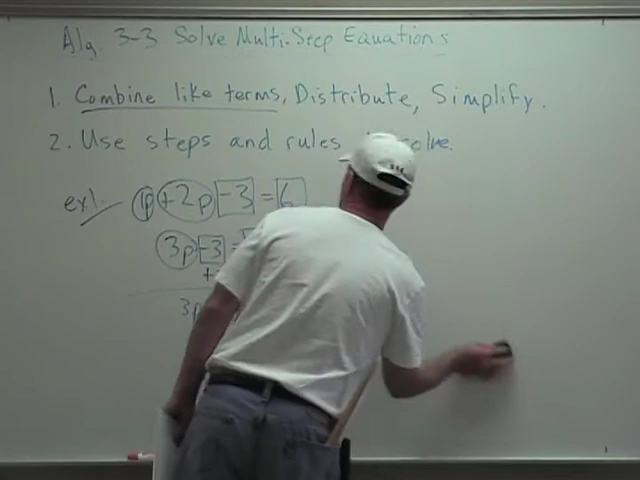 Alg. 3-3 Solve Multi-Step Equations
1. Combine like terms, Distribute, Simplify.
2. Use steps and rules
ex1. 1p +2p -3 = 6
3p -3 =
+
3p